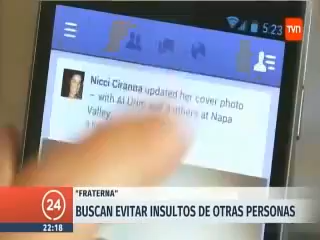 5:23
TVN
Nicci Ciranna updated her cover photo
– with Al
at Napa
Valley.
24
22:18
"FRATERNA"
BUSCAN EVITAR INSULTOS DE OTRAS PERSONAS